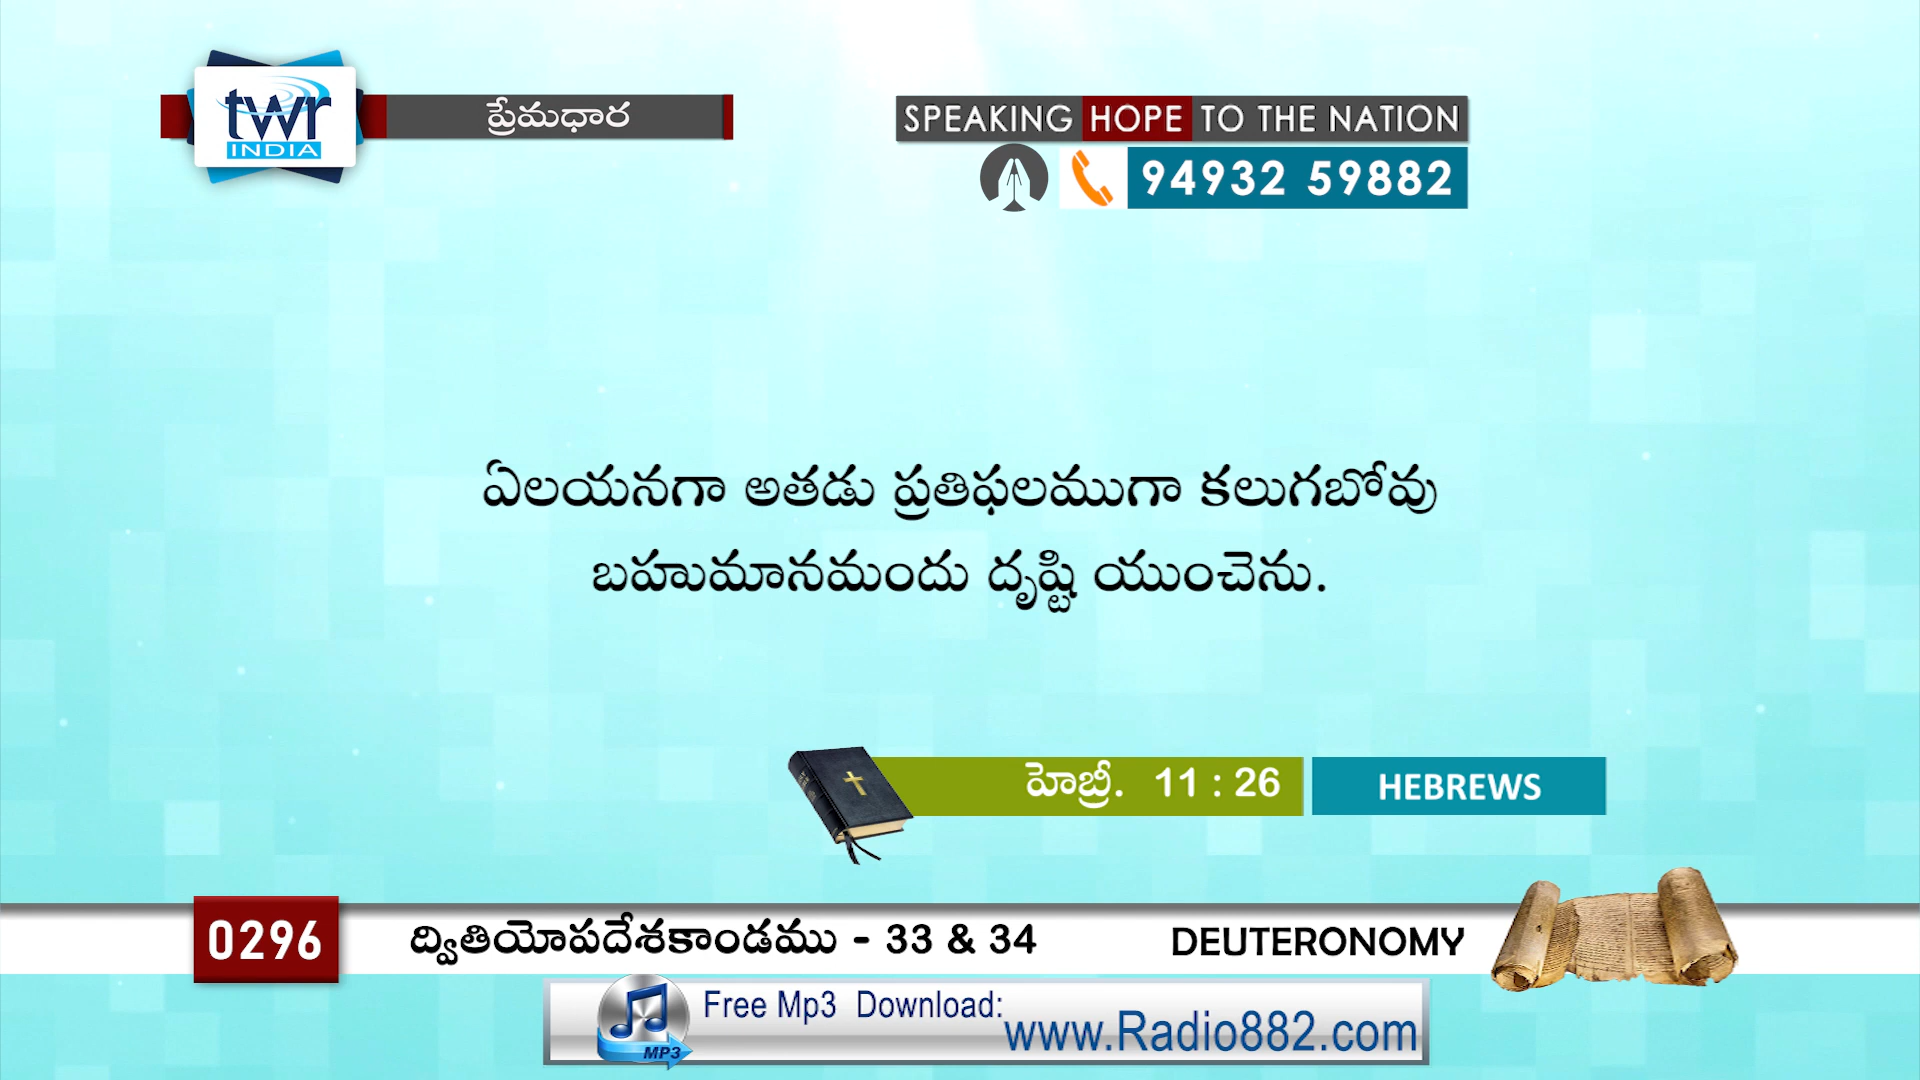 twr
INDIA
ప్రేమధార
SPEAKING HOPE TO THE NATION
94932 59882
ఏలయనగా అతడు ప్రతిఫలముగా కలుగబోవు
బహుమానమందు దృష్టి యుంచెను.
హెబ్రీ. 11 : 26
HEBREWS
0296
ద్వితియోపదేశకాండము - 33 & 34
DEUTERONOMY
Free Mp3 Download:
www.Radio882.com
MP3